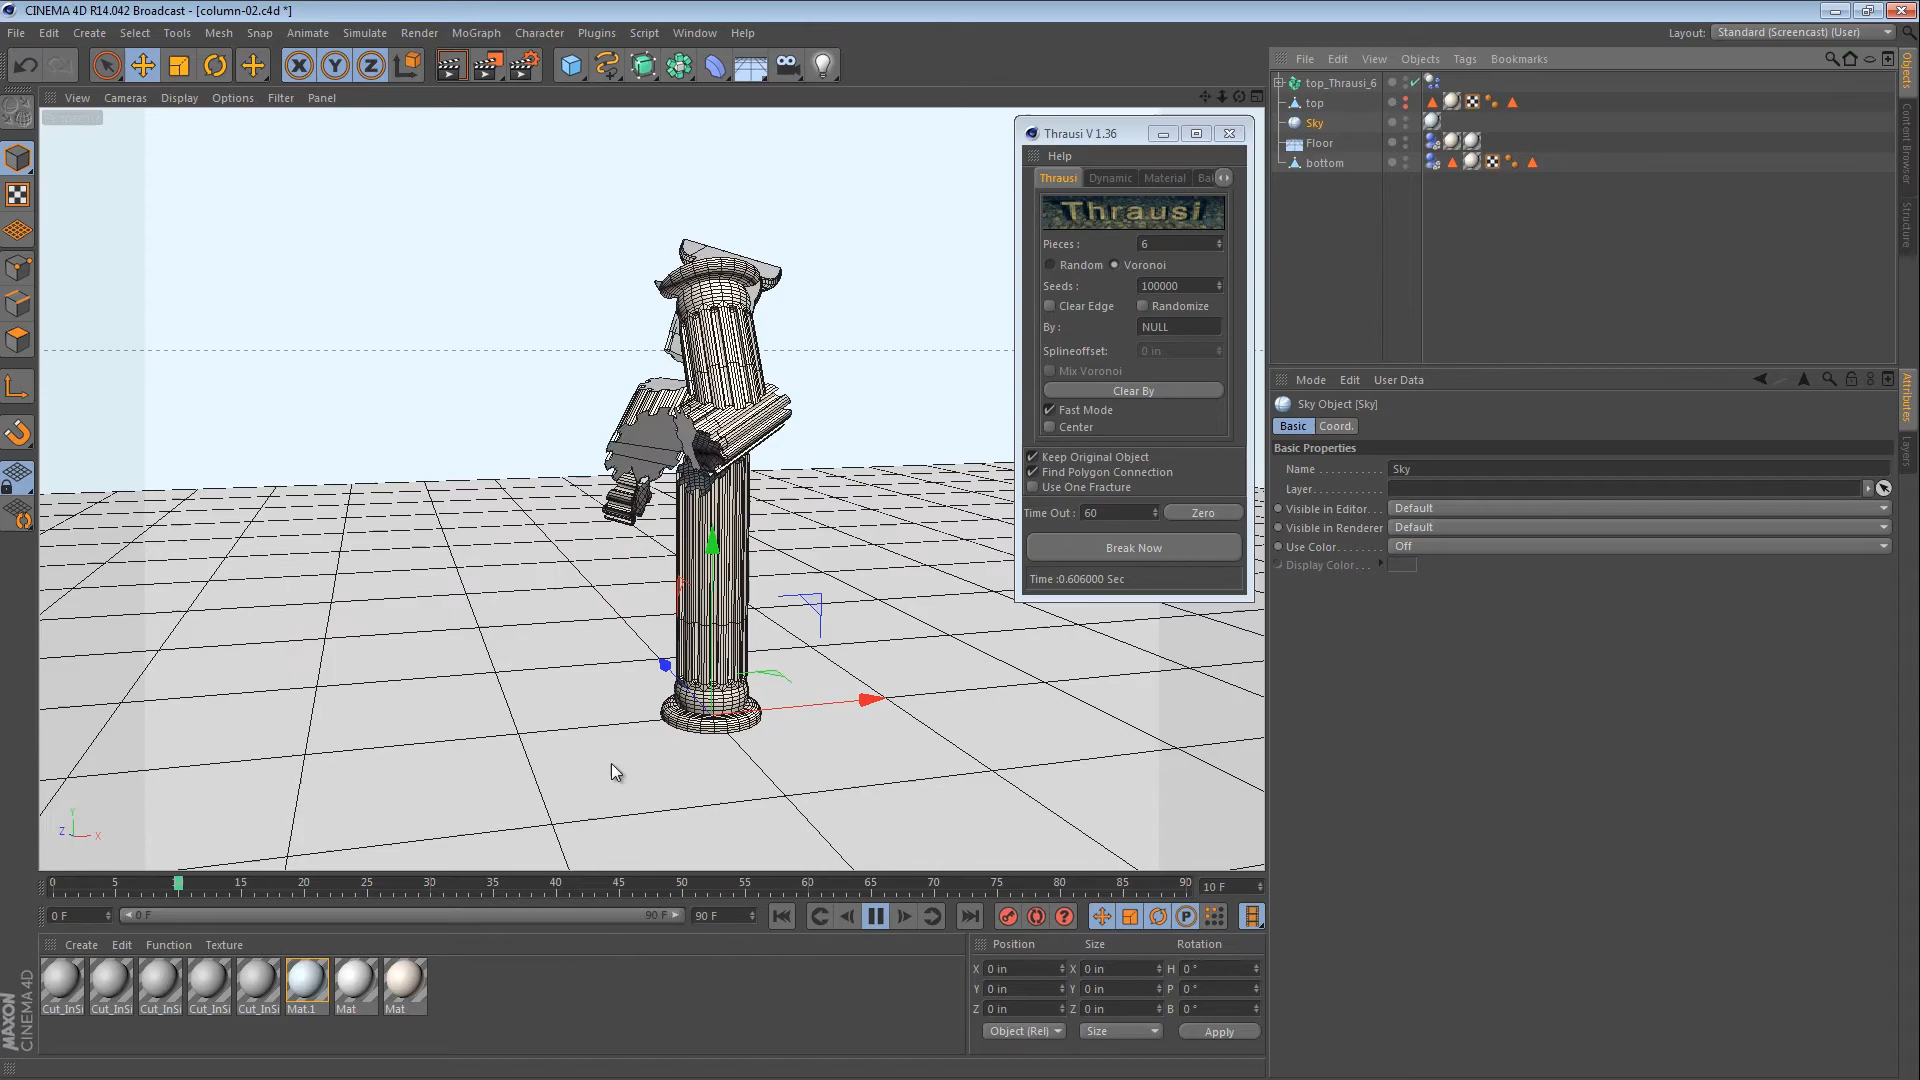 CINEMA 4D R14.042 Broadcast - [column-02.c4d *]
File Edit Create Select Tools Mesh Snap Animate Simulate Render MoGraph Character Plugins Script Window Help
Layout: Standard (Screencast) (User)
X Y Z
View Cameras Display Options Filter Panel
Thrausi V 1.36
Help
Thrausi Dynamic Material Bal
Thrausi
Pieces : 6
Random Voronoi
Seeds : 100000
Clear Edge Randomize
By : NULL
Splineoffset: 0 in
Mix Voronoi
Clear By
Fast Mode
Center
Keep Original Object
Find Polygon Connection
Use One Fracture
Time Out : 60 Zero
Break Now
Time :0.606000 Sec
File Edit View Objects Tags Bookmarks
top_Thrausi_6
top
Sky
Floor
bottom
Objects
Content Browser
Structure
Mode Edit User Data
Sky Object [Sky]
Basic Coord.
Basic Properties
Name Sky
Layer
Visible in Editor Default
Visible in Renderer Default
Use Color Off
Display Color
Attributes
Layers
Y
Z X
0 5 15 20 25 30 35 40 45 50 55 60 65 70 75 80 85 90 10 F
0 F 0 F 90 F 90 F
P
Create Edit Function Texture
Cut_InSi Cut_InSi Cut_InSi Cut_InSi Cut_InSi Mat.1 Mat Mat
Position Size Rotation
X 0 in X 0 in H 0 °
Y 0 in Y 0 in P 0 °
Z 0 in Z 0 in B 0 °
Object (Rel) Size Apply
MAXON
CINEMA 4D